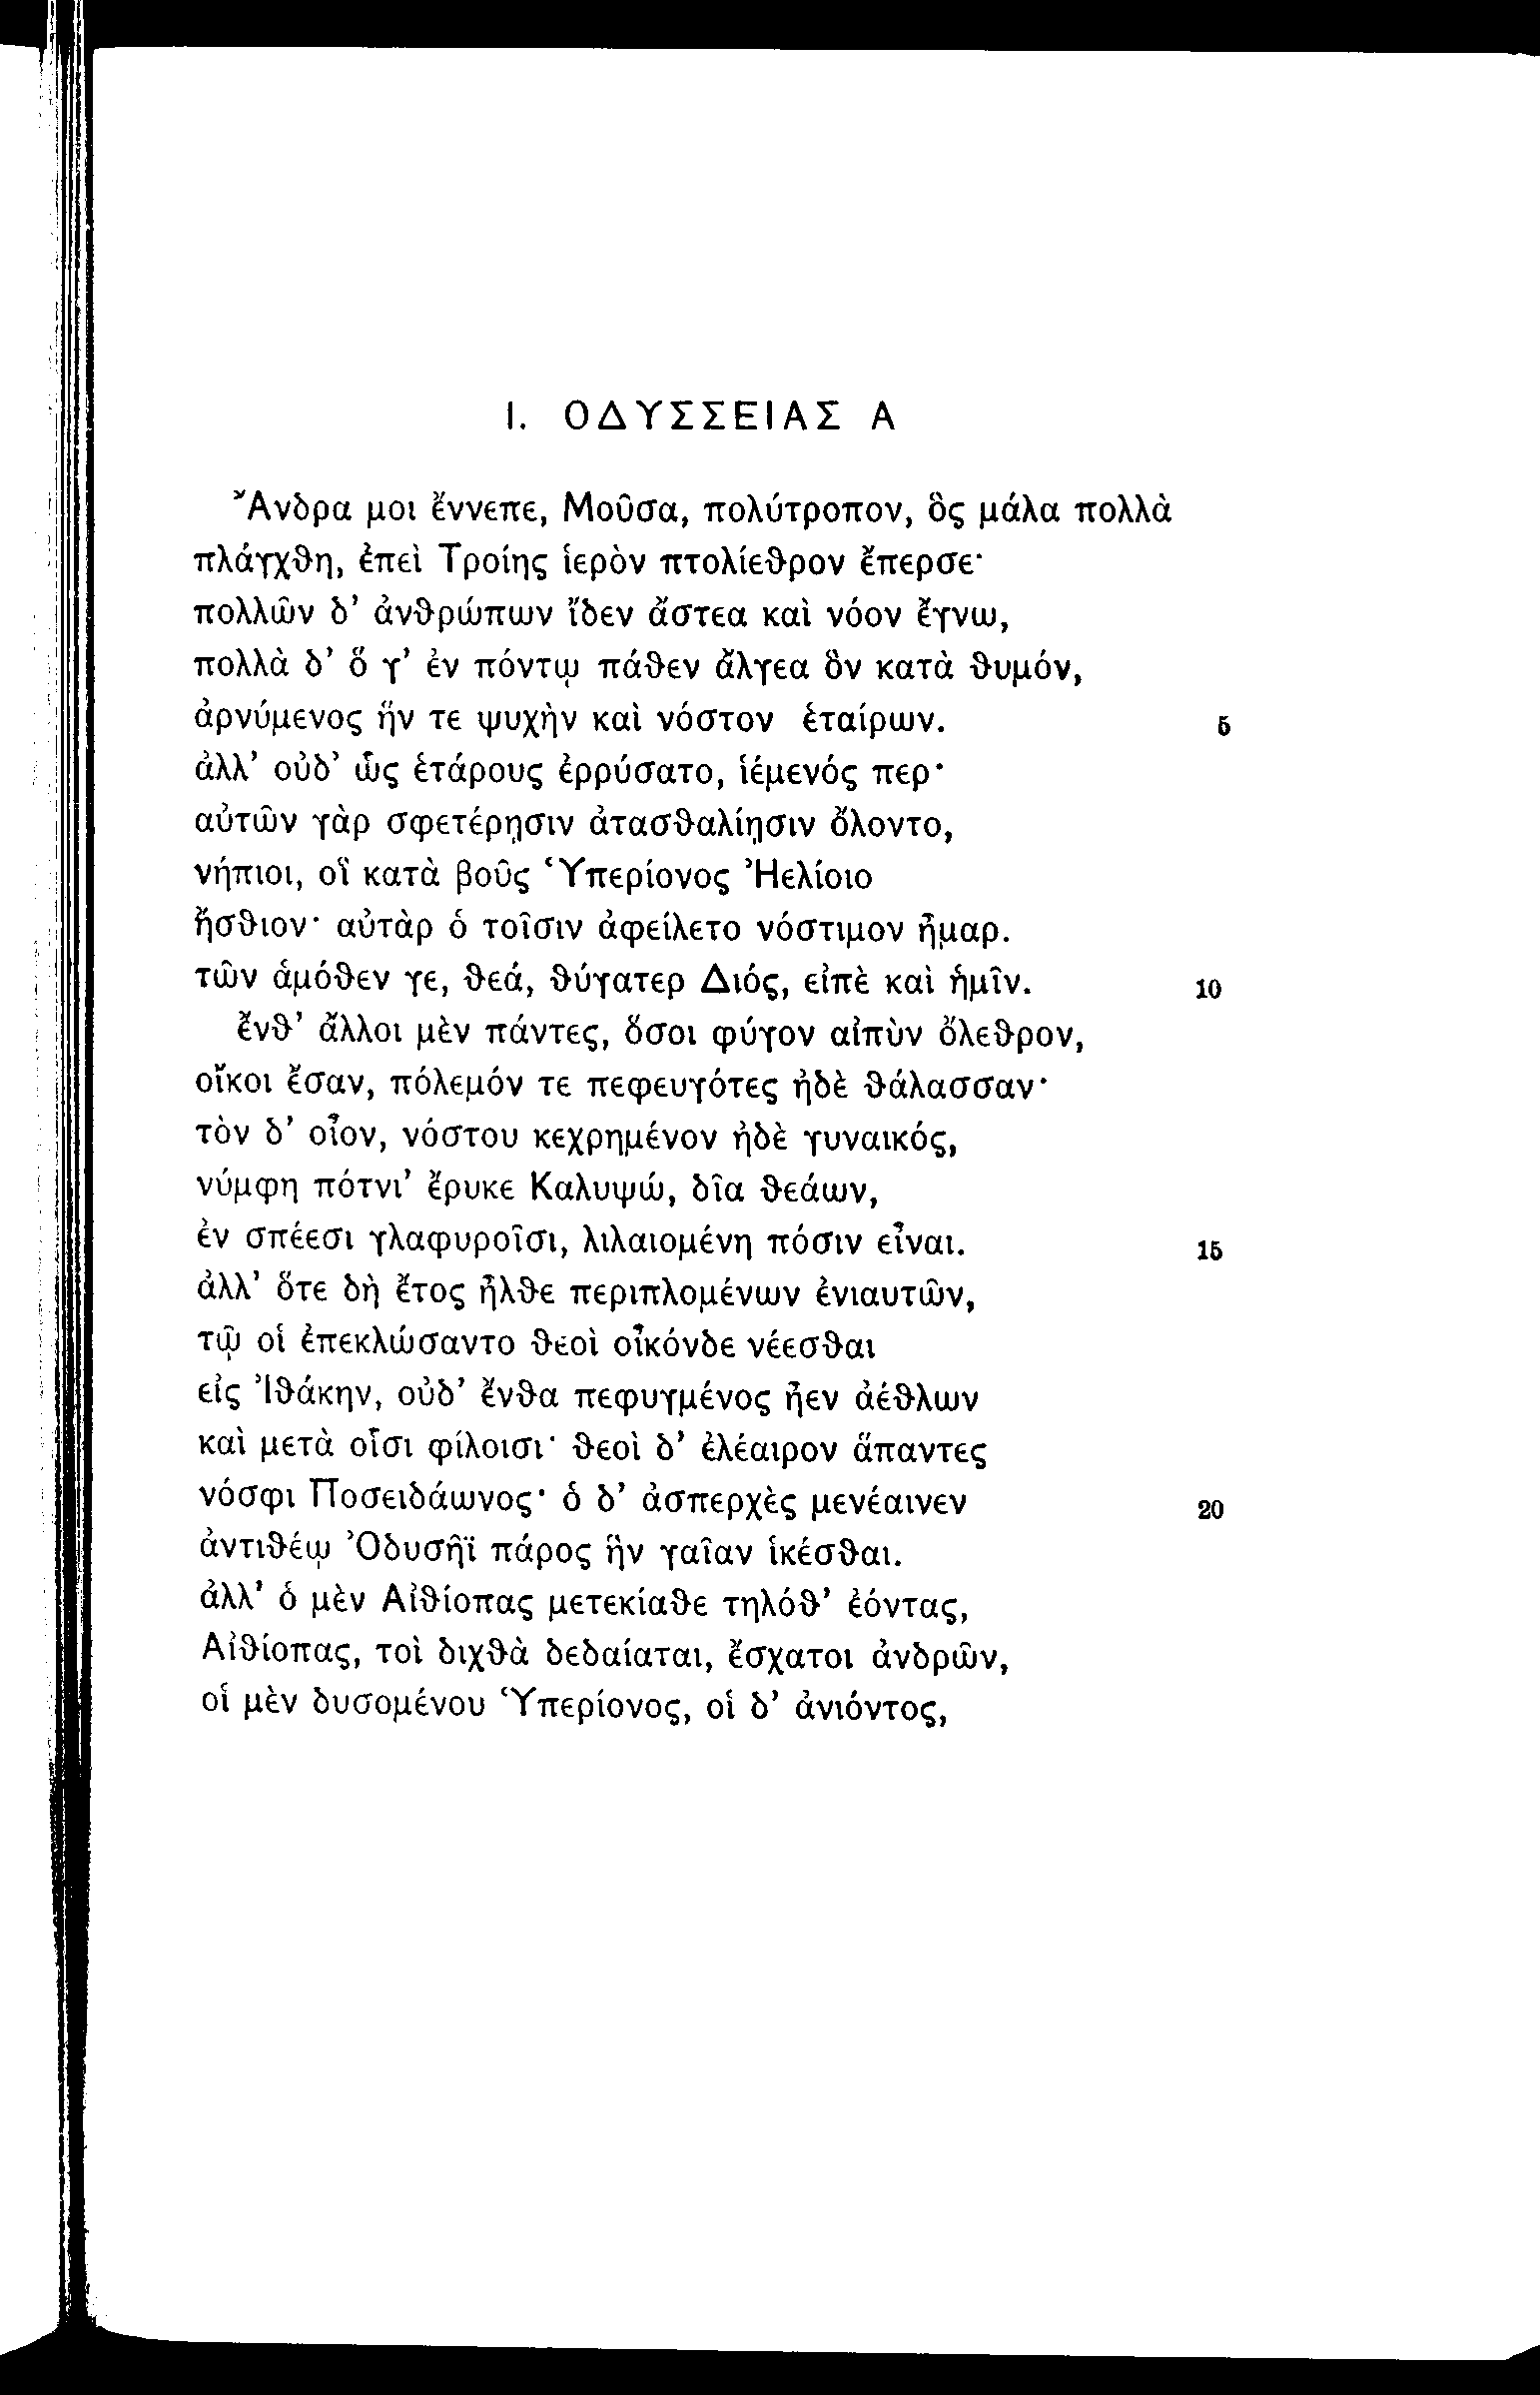 I. ΟΔΥΣΣΕΙΑΣ Α
Ἄνδρα μοι ἔννεπε, Μοῦσα, πολύτροπον, ὃς μάλα πολλὰ
πλάγχθη, ἐπεὶ Τροίης ἱερὸν πτολίεθρον ἔπερσε·
πολλῶν δ’ ἀνθρώπων ἴδεν ἄστεα καὶ νόον ἔγνω,
πολλὰ δ’ ὅ γ’ ἐν πόντῳ πάθεν ἄλγεα ὃν κατὰ θυμόν,
ἀρνύμενος ἥν τε ψυχὴν καὶ νόστον ἑταίρων. 5
ἀλλ’ οὐδ’ ὧς ἑτάρους ἐρρύσατο, ἱέμενός περ·
αὐτῶν γὰρ σφετέρῃσιν ἀτασθαλίῃσιν ὄλοντο,
νήπιοι, οἳ κατὰ βοῦς Ὑπερίονος Ἠελίοιο
ἤσθιον· αὐτὰρ ὁ τοῖσιν ἀφείλετο νόστιμον ἦμαρ.
τῶν ἁμόθεν γε, θεά, θύγατερ Διός, εἰπὲ καὶ ἡμῖν. 10
ἔνθ’ ἄλλοι μὲν πάντες, ὅσοι φύγον αἰπὺν ὄλεθρον,
οἴκοι ἔσαν, πόλεμόν τε πεφευγότες ἠδὲ θάλασσαν·
τὸν δ’ οἶον, νόστου κεχρημένον ἠδὲ γυναικός,
νύμφη πότνι’ ἔρυκε Καλυψώ, δῖα θεάων,
ἐν σπέεσι γλαφυροῖσι, λιλαιομένη πόσιν εἶναι. 15
ἀλλ’ ὅτε δὴ ἔτος ἦλθε περιπλομένων ἐνιαυτῶν,
τῷ οἱ ἐπεκλώσαντο θεοὶ οἶκόνδε νέεσθαι
εἰς Ἰθάκην, οὐδ’ ἔνθα πεφυγμένος ἦεν ἀέθλων
καὶ μετὰ οἷσι φίλοισι· θεοὶ δ’ ἐλέαιρον ἅπαντες
νόσφι Ποσειδάωνος· ὁ δ’ ἀσπερχὲς μενέαινεν 20
ἀντιθέῳ Ὀδυσῆϊ πάρος ἣν γαῖαν ἱκέσθαι.
ἀλλ’ ὁ μὲν Αἰθίοπας μετεκίαθε τηλόθ’ ἐόντας,
Αἰθίοπας, τοὶ διχθὰ δεδαίαται, ἔσχατοι ἀνδρῶν,
οἱ μὲν δυσομένου Ὑπερίονος, οἱ δ’ ἀνιόντος,